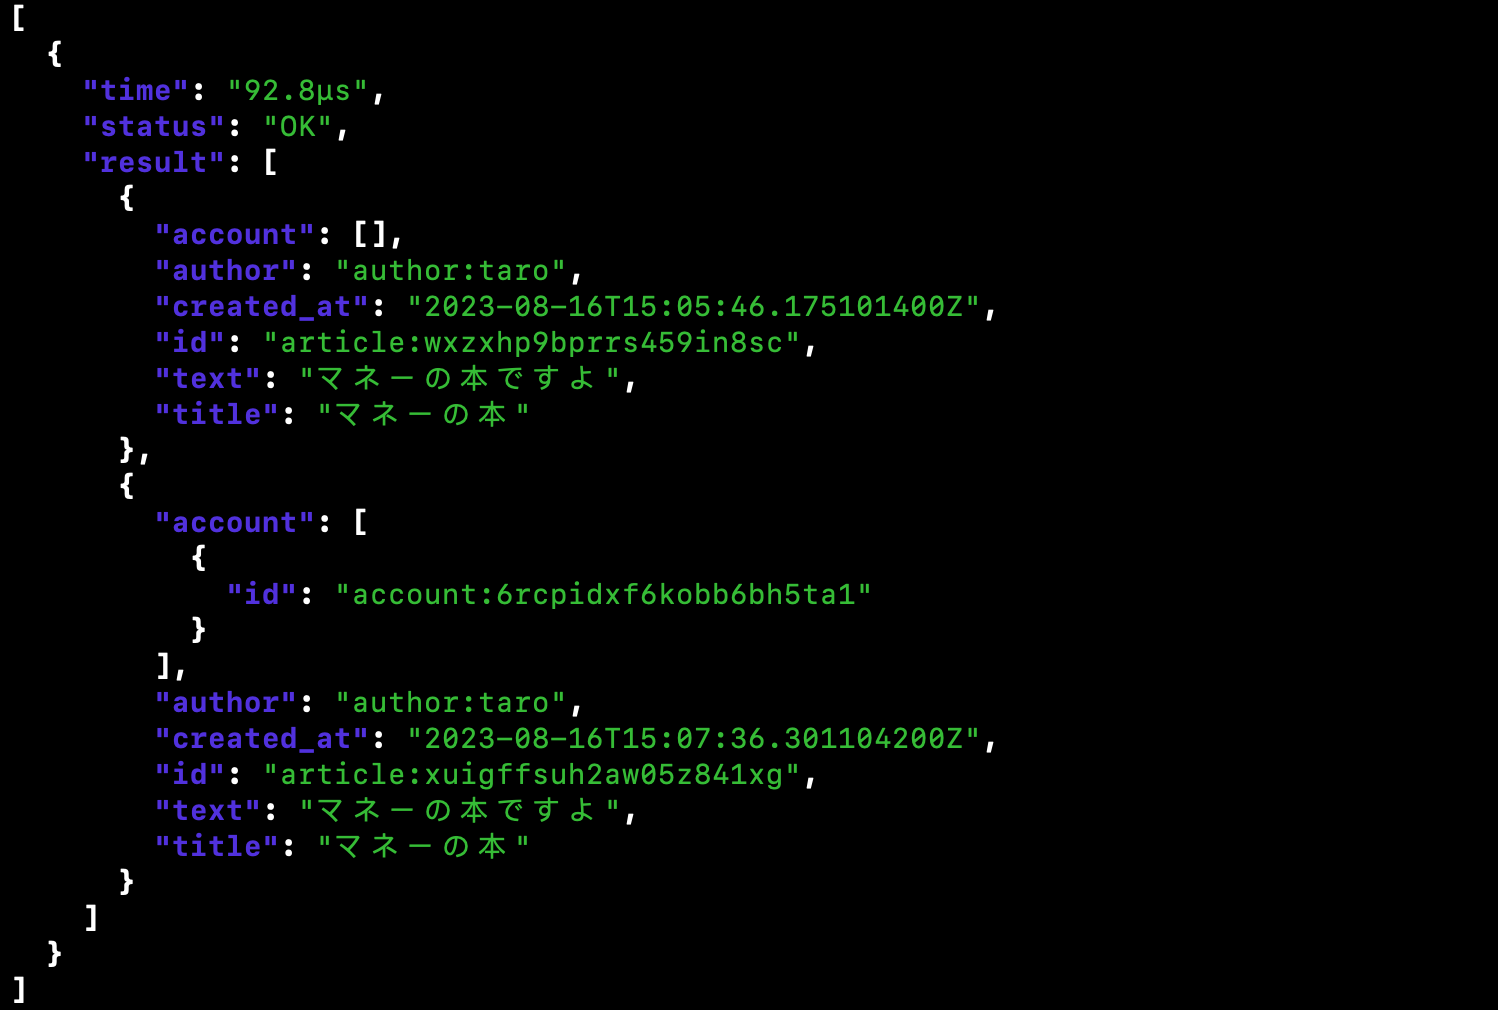 [
  {
    "time": "92.8µs",
    "status": "OK",
    "result": [
      {
        "account": [],
        "author": "author:taro",
        "created_at": "2023-08-16T15:05:46.175101400Z",
        "id": "article:wxzxhp9bprrs459in8sc",
        "text": "マネーの本ですよ",
        "title": "マネーの本"
      },
      {
        "account": [
          {
            "id": "account:6rcpidxf6kobb6bh5ta1"
          }
        ],
        "author": "author:taro",
        "created_at": "2023-08-16T15:07:36.301104200Z",
        "id": "article:xuigffsuh2aw05z841xg",
        "text": "マネーの本ですよ",
        "title": "マネーの本"
      }
    ]
  }
]